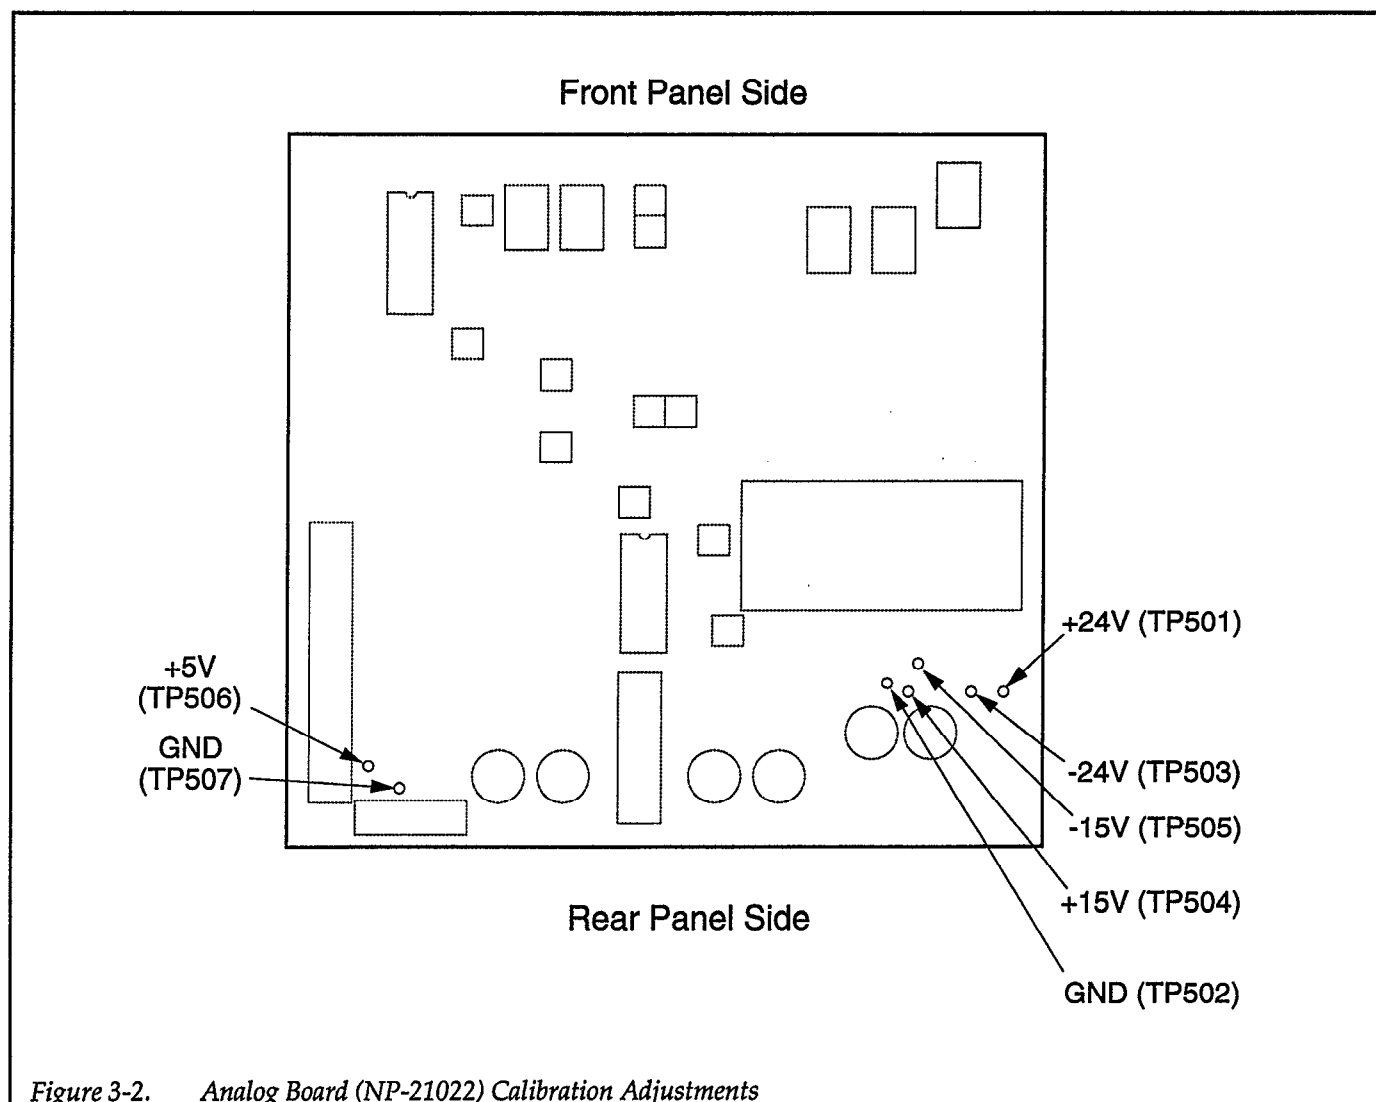 Front Panel Side
+24V (TP501)
+5V
(TP506)
GND
(TP507)
-24V (TP503)
-15V (TP505)
+15V (TP504)
Rear Panel Side
GND (TP502)
Figure 3-2. Analog Board (NP-21022) Calibration Adjustments